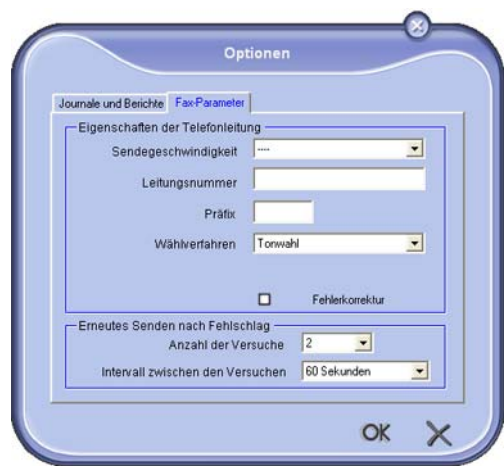 Optionen
Journale und Berichte Fax-Parameter
Eigenschaften der Telefonleitung
Sendegeschwindigkeit ----
Leitungsnummer
Präfix
Wählverfahren Tonwahl
Fehlerkorrektur
Erneutes Senden nach Fehlschlag
Anzahl der Versuche 2
Intervall zwischen den Versuchen 60 Sekunden
OK